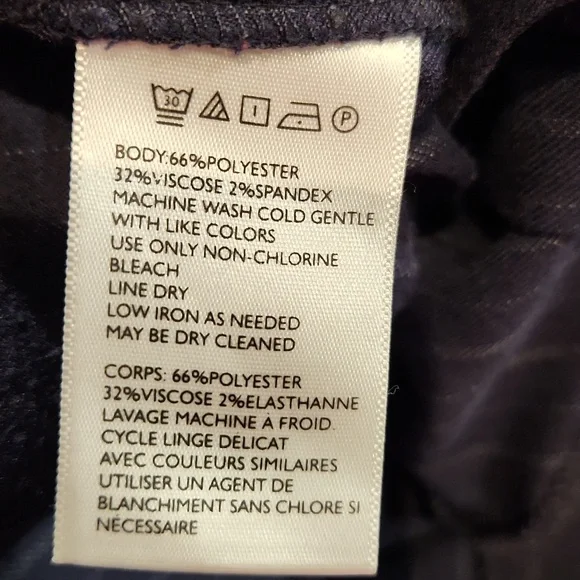 30 P
BODY:66%POLYESTER
32%VISCOSE 2%SPANDEX
MACHINE WASH COLD GENTLE
WITH LIKE COLORS
USE ONLY NON-CHLORINE
BLEACH
LINE DRY
LOW IRON AS NEEDED
MAY BE DRY CLEANED
CORPS: 66%POLYESTER
32%VISCOSE 2%ELASTHANNE
LAVAGE MACHINE À FROID
CYCLE LINGE DÉLICAT
AVEC COULEURS SIMILAIRES
UTILISER UN AGENT DE
BLANCHIMENT SANS CHLORE SI
NÉCESSAIRE